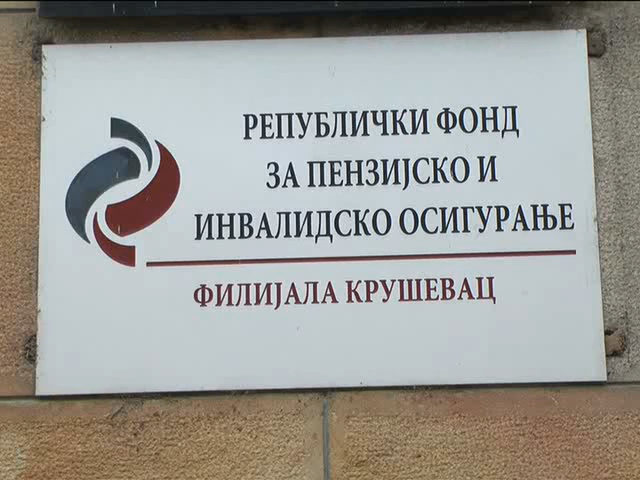 РЕПУБЛИЧКИ ФОНД
ЗА ПЕНЗИЈСКО И
ИНВАЛИДСКО ОСИГУРАЊЕ
ФИЛИЈАЛА КРУШЕВАЦ